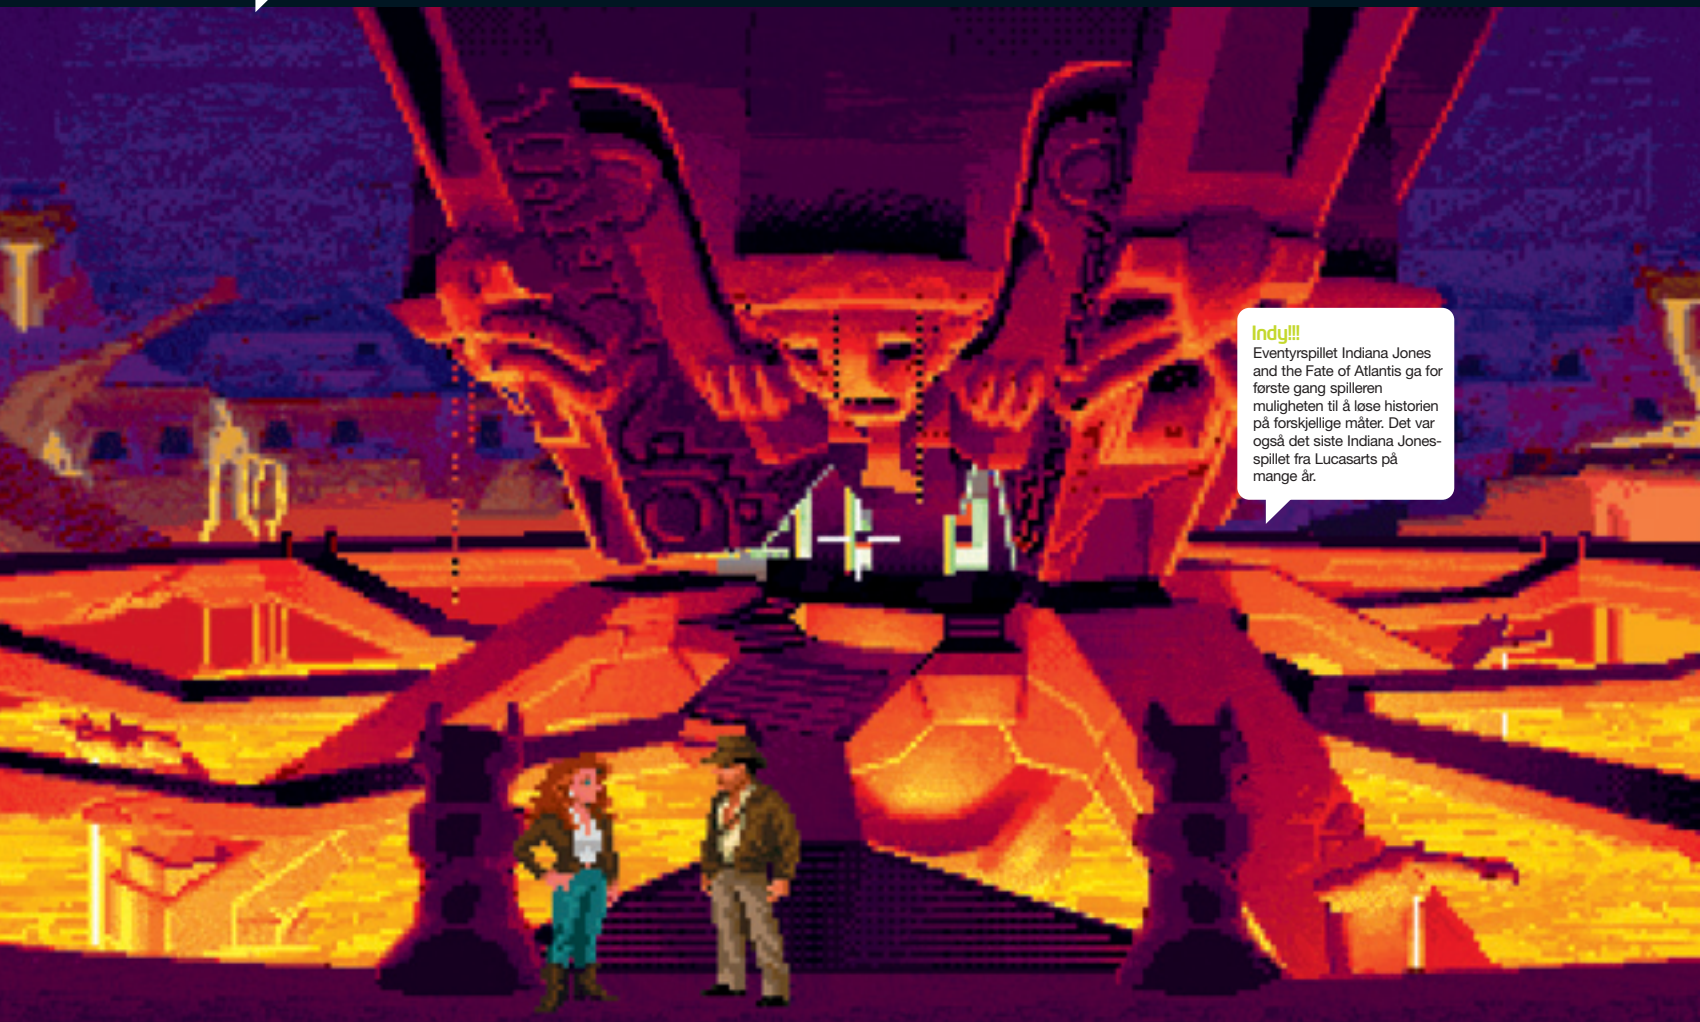 Indy!!!
Eventyrspillet Indiana Jones
and the Fate of Atlantis ga for
første gang spilleren
muligheten til å løse historien
på forskjellige måter. Det var
også det siste Indiana Jones-
spillet fra Lucasarts på
mange år.